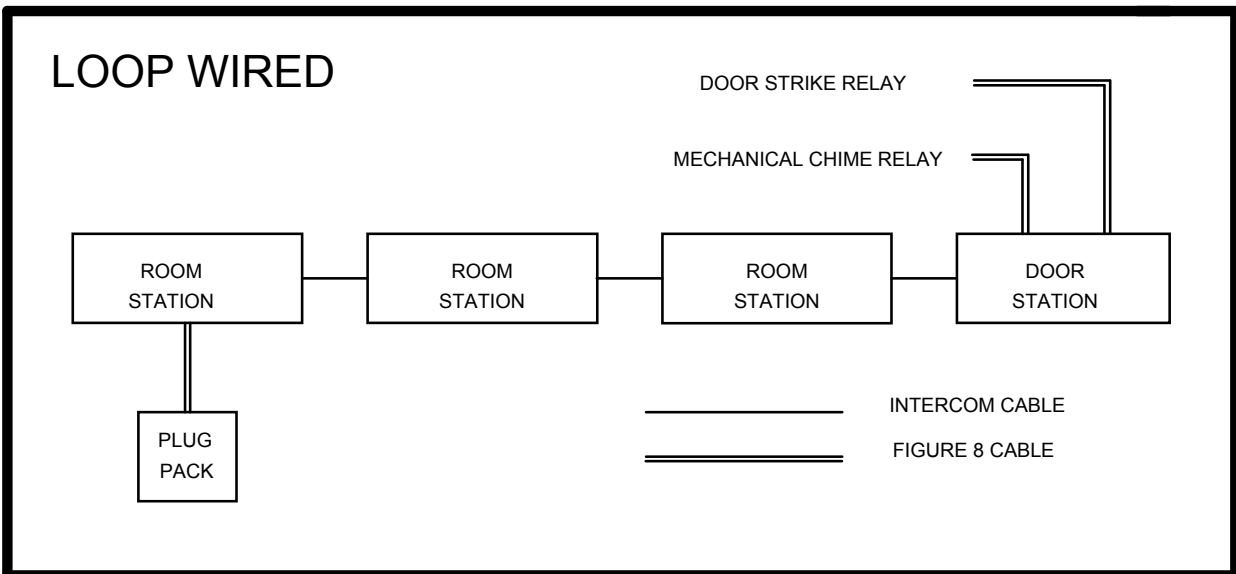 LOOP WIRED
DOOR STRIKE RELAY
MECHANICAL CHIME RELAY
ROOM
STATION
ROOM
STATION
ROOM
STATION
DOOR
STATION
PLUG
PACK
INTERCOM CABLE
FIGURE 8 CABLE